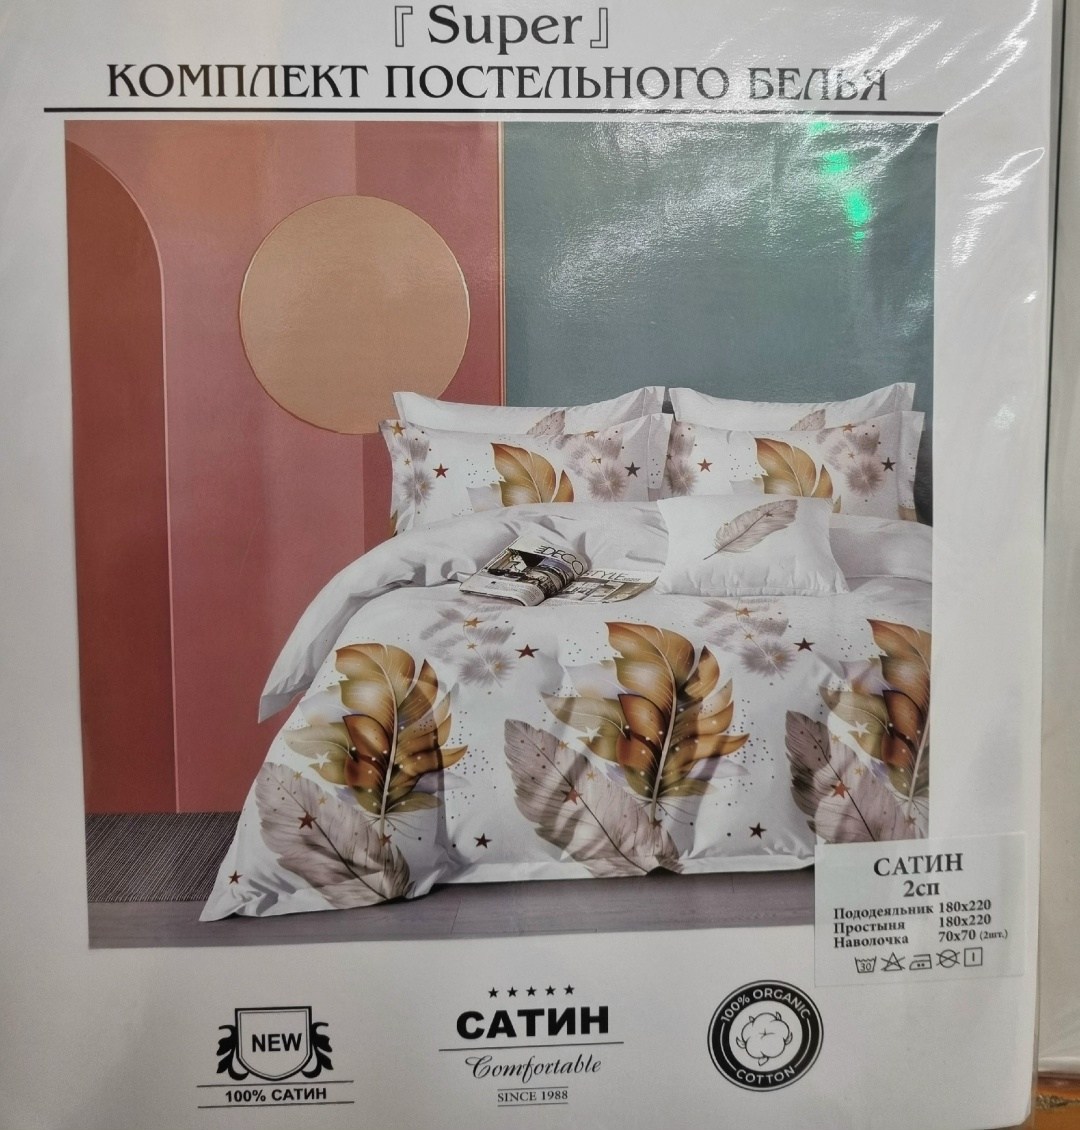 『Super』
КОМПЛЕКТ ПОСТЕЛЬНОГО БЕЛЬЯ
DECO
STYLE
САТИН
2сп
Пододеяльник 180x220
Простыня 180x220
Наволочка 70x70 (2шт.)
30
NEW
100% САТИН
САТИН
Comfortable
SINCE 1988
100% ORGANIC
COTTON